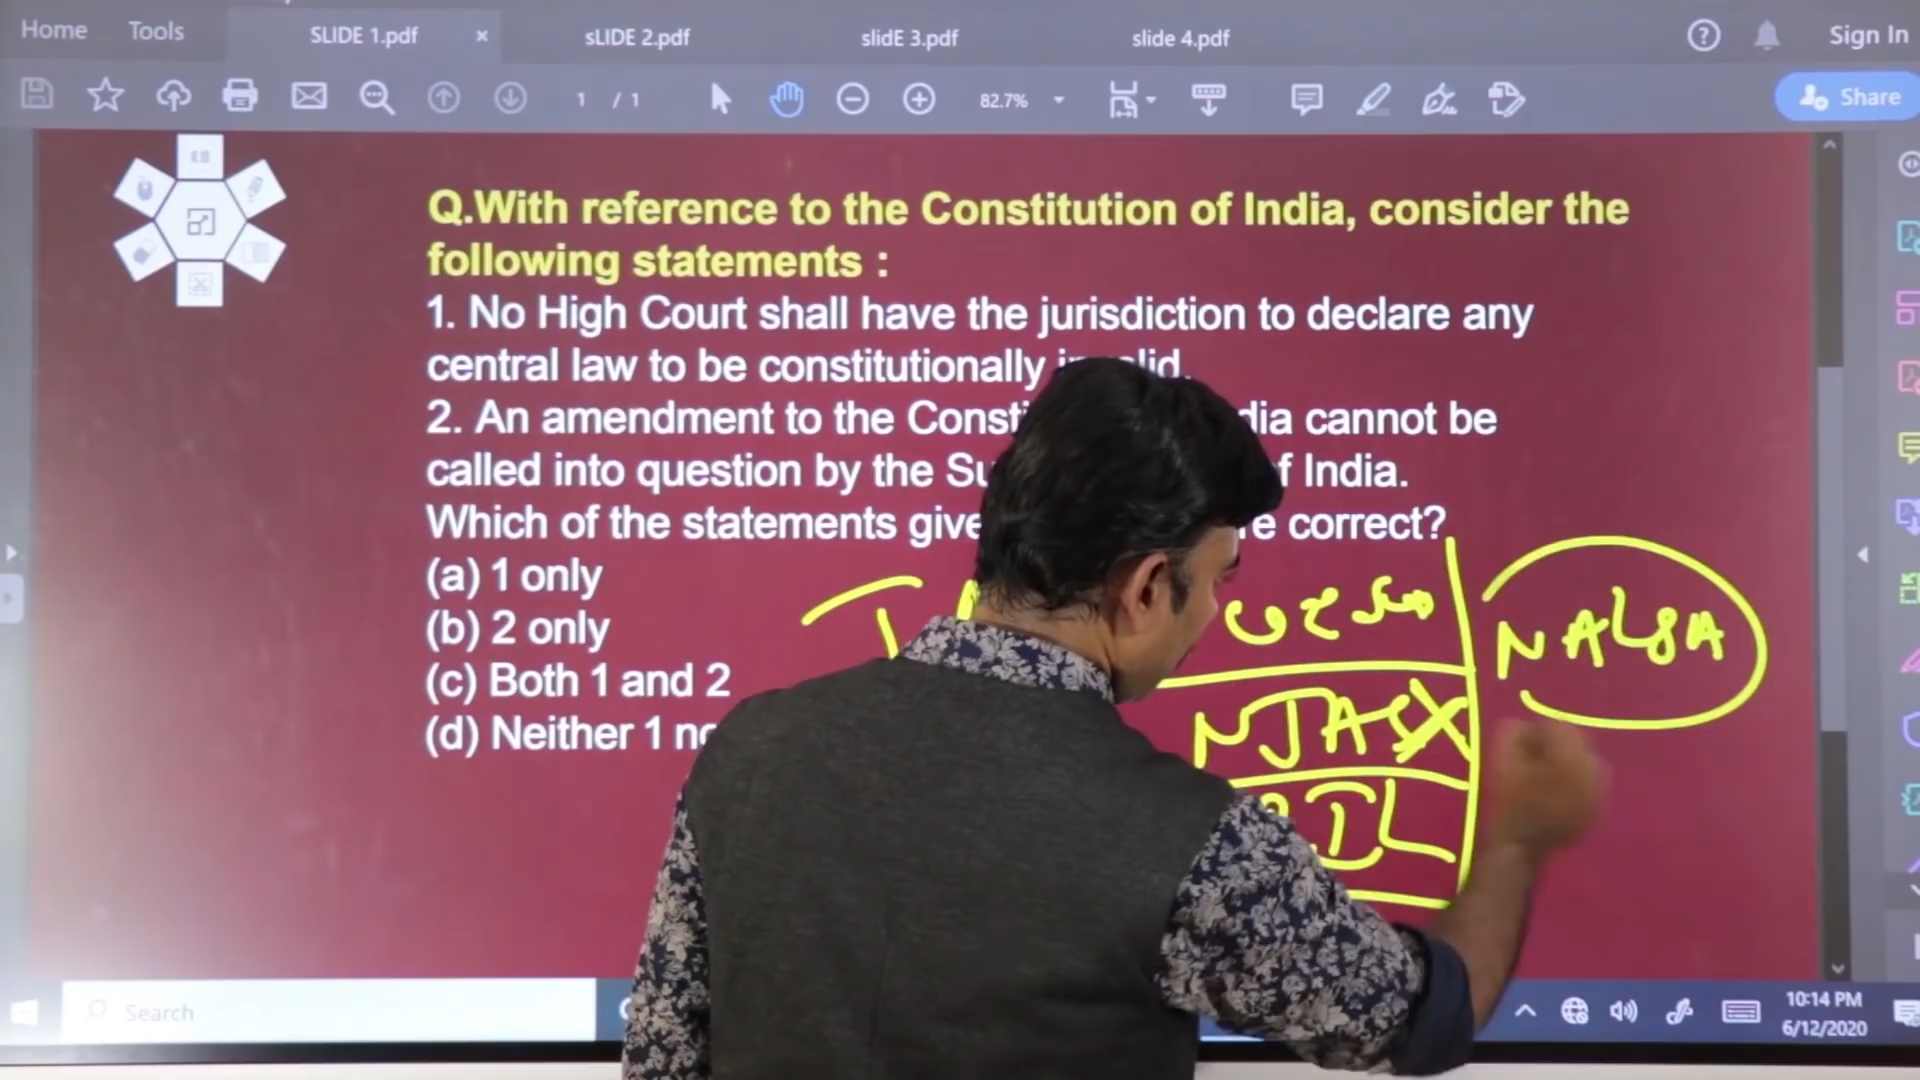 Home Tools SLIDE 1.pdf × sLIDE 2.pdf slidE 3.pdf slide 4.pdf ? Sign In
1 / 1 82.7% Share
Q.With reference to the Constitution of India, consider the
following statements :
1. No High Court shall have the jurisdiction to declare any
central law to be constitutionally
2. An amendment to the cannot be
called into question by the of India.
Which of the statements correct?
(a) 1 only
(b) 2 only
(c) Both 1 and 2
(d) Neither 1
NALSA
NJAC
Search
10:14 PM
6/12/2020